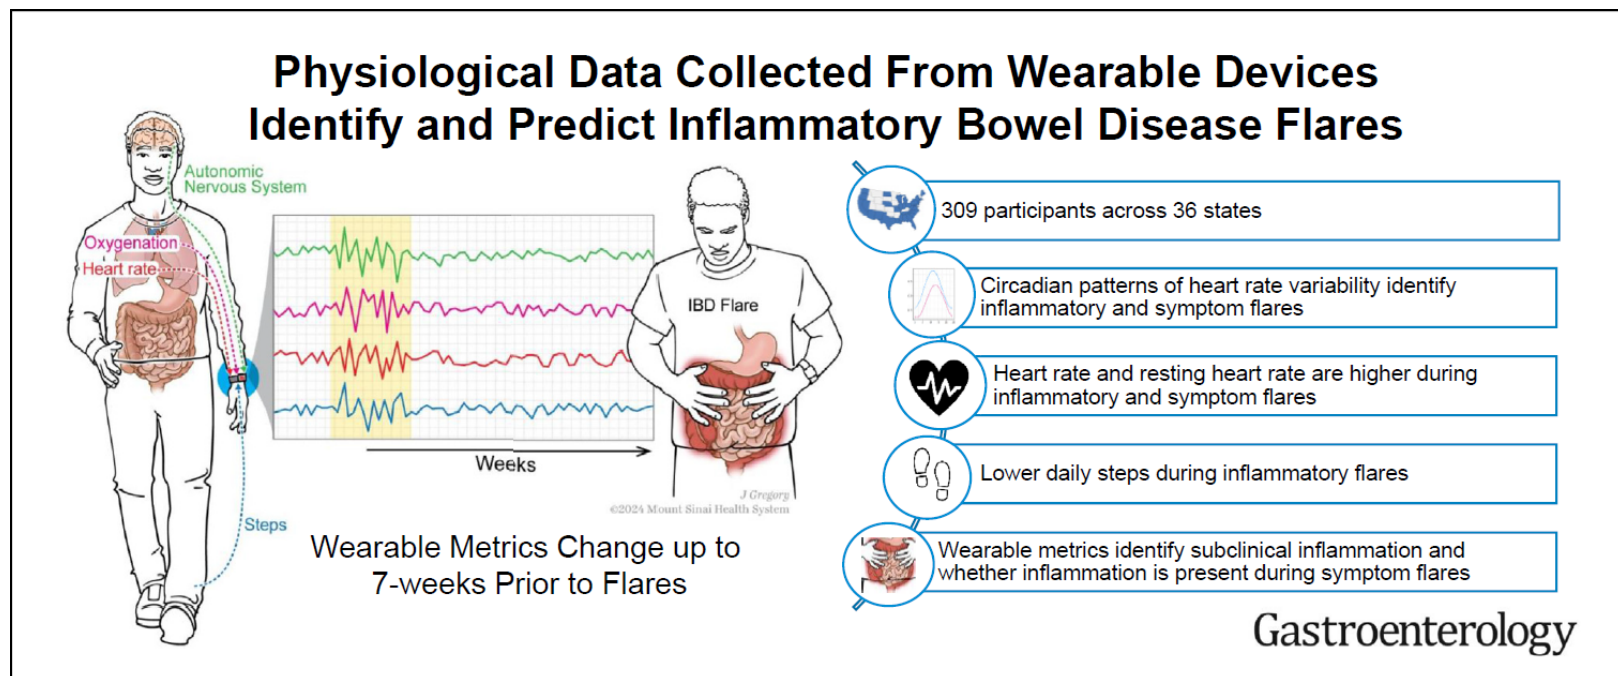 Physiological Data Collected From Wearable Devices
Identify and Predict Inflammatory Bowel Disease Flares
Autonomic
Nervous System
Oxygenation
Heart rate
Steps
IBD Flare
Weeks
J Gregory
©2024 Mount Sinai Health System
Wearable Metrics Change up to
7-weeks Prior to Flares
309 participants across 36 states
Circadian patterns of heart rate variability identify
inflammatory and symptom flares
Heart rate and resting heart rate are higher during
inflammatory and symptom flares
Lower daily steps during inflammatory flares
Wearable metrics identify subclinical inflammation and
whether inflammation is present during symptom flares
Gastroenterology